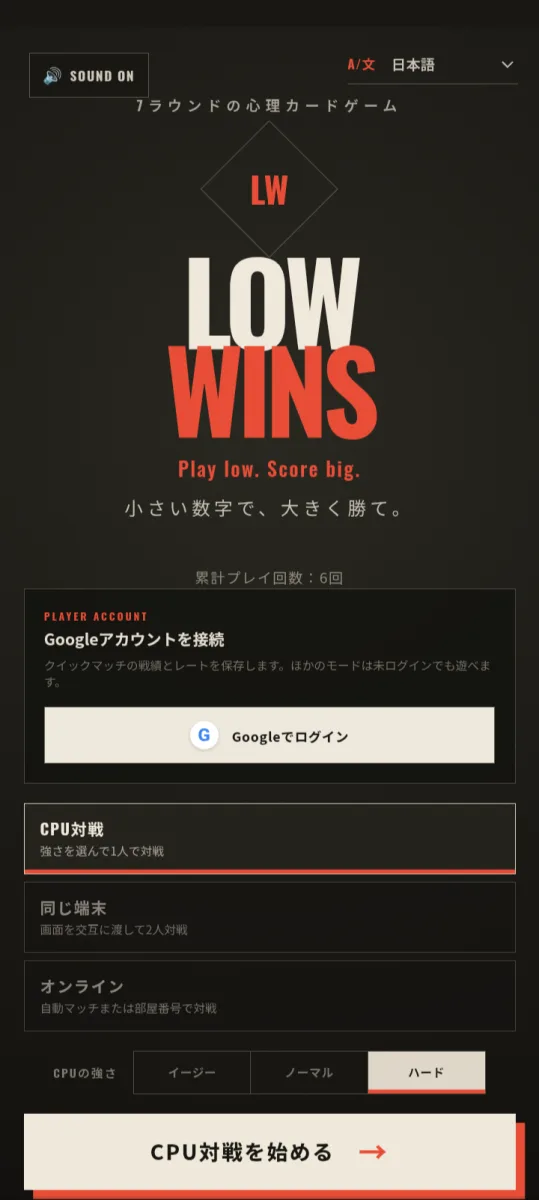 SOUND ON
A/文 日本語
7ラウンドの心理カードゲーム
LW
LOW
WINS
Play low. Score big.
小さい数字で、大きく勝て。
累計プレイ回数：6回
PLAYER ACCOUNT
Googleアカウントを接続
クイックマッチの戦績とレートを保存します。ほかのモードは未ログインでも遊べま
す。
G Googleでログイン
CPU対戦
強さを選んで1人で対戦
同じ端末
画面を交互に渡して2人対戦
オンライン
自動マッチまたは部屋番号で対戦
CPUの強さ イージー ノーマル ハード
CPU対戦を始める →